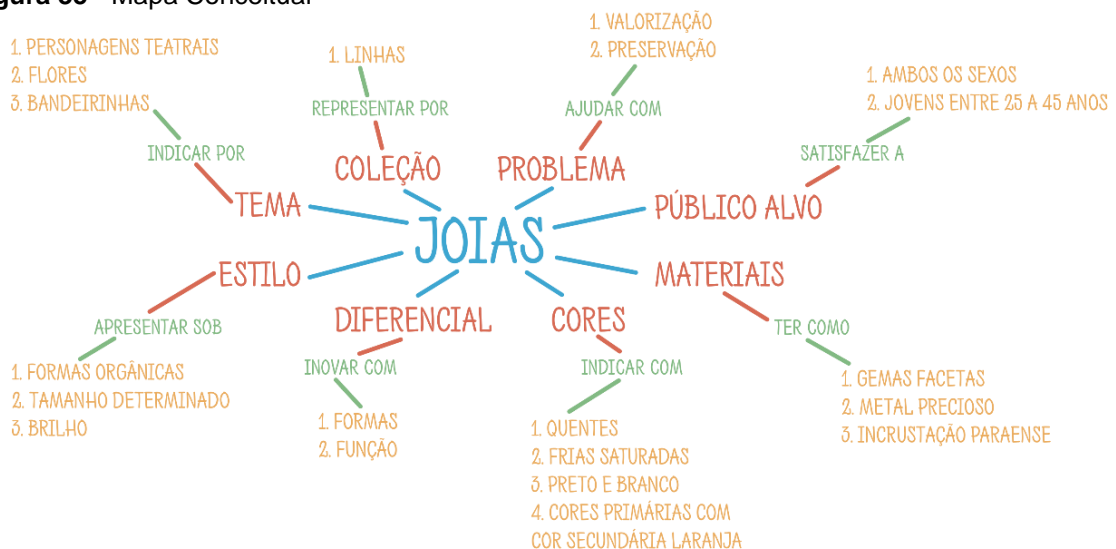 Mapa Conceitual
1. VALORIZAÇÃO
2. PRESERVAÇÃO
1. PERSONAGENS TEATRAIS
2. FLORES
3. BANDEIRINHAS
1. LINHAS
1. AMBOS OS SEXOS
2. JOVENS ENTRE 25 A 45 ANOS
REPRESENTAR POR
AJUDAR COM
INDICAR POR
SATISFAZER A
COLEÇÃO
PROBLEMA
TEMA
PÚBLICO ALVO
JOIAS
ESTILO
MATERIAIS
DIFERENCIAL
CORES
APRESENTAR SOB
TER COMO
INOVAR COM
INDICAR COM
1. FORMAS ORGÂNICAS
2. TAMANHO DETERMINADO
3. BRILHO
1. FORMAS
2. FUNÇÃO
1. QUENTES
2. FRIAS SATURADAS
3. PRETO E BRANCO
4. CORES PRIMÁRIAS COM
COR SECUNDÁRIA LARANJA
1. GEMAS FACETAS
2. METAL PRECIOSO
3. INCRUSTAÇÃO PARAENSE